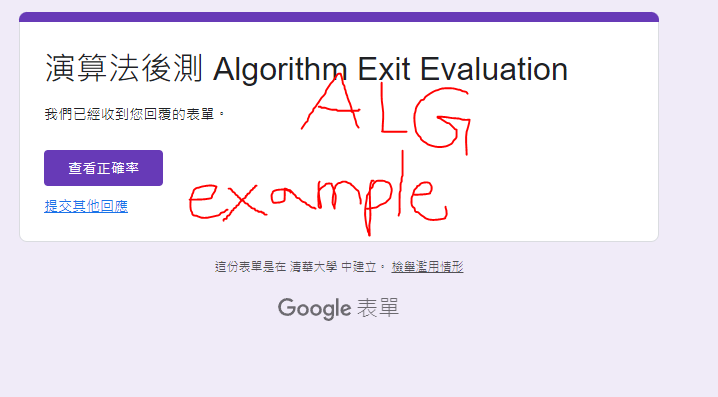 演算法後測 Algorithm Exit Evaluation
我們已經收到您回覆的表單。
ALG
查看正確率
example
提交其他回應
這份表單是在 清華大學 中建立。 檢舉濫用情形
Google 表單